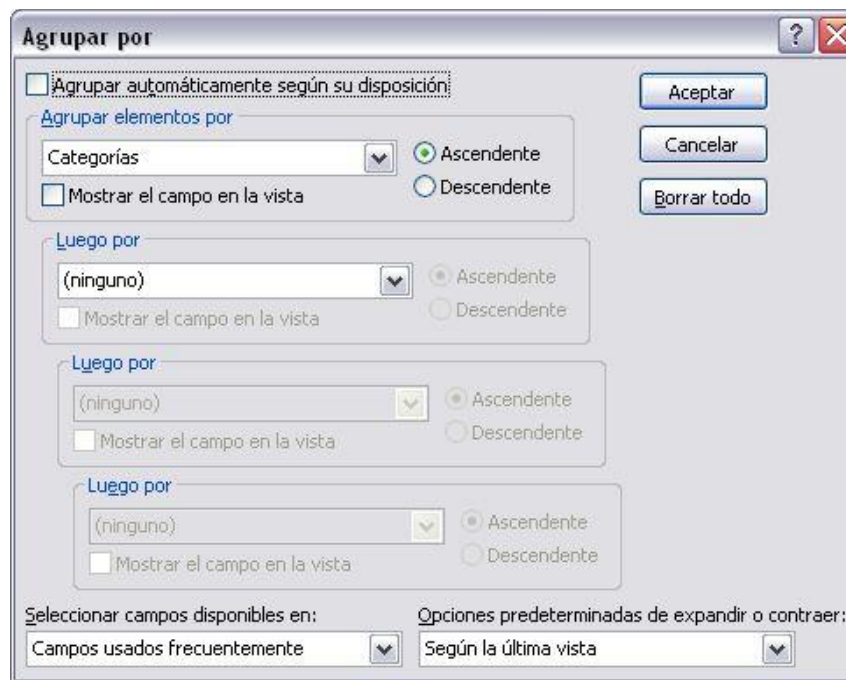 Agrupar por
Agrupar automáticamente según su disposición
Aceptar
Agrupar elementos por
Categorías
Ascendente
Cancelar
Mostrar el campo en la vista
Descendente
Borrar todo
Luego por
(ninguno)
Ascendente
Mostrar el campo en la vista
Descendente
Luego por
(ninguno)
Ascendente
Mostrar el campo en la vista
Descendente
Luego por
(ninguno)
Ascendente
Mostrar el campo en la vista
Descendente
Seleccionar campos disponibles en:
Opciones predeterminadas de expandir o contraer:
Campos usados frecuentemente
Según la última vista